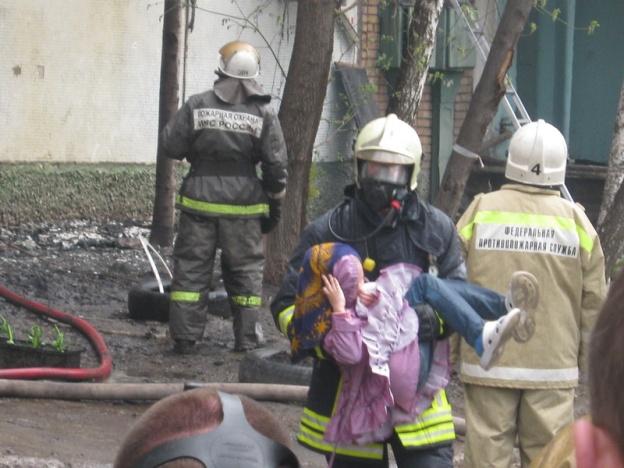 ПОЖАРНАЯ ОХРАНА
МЧС РОССИИ
4
ФЕДЕРАЛЬНАЯ
ПРОТИВОПОЖАРНАЯ СЛУЖБА